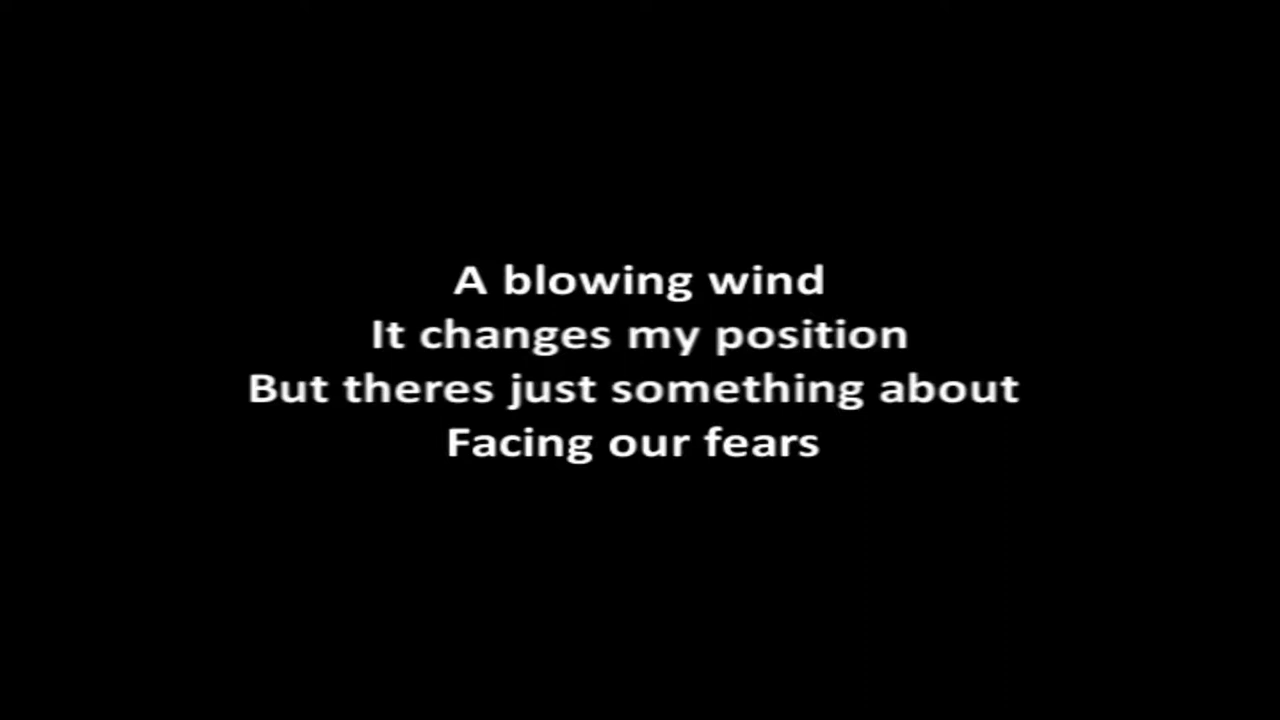 A blowing wind
It changes my position
But theres just something about
Facing our fears